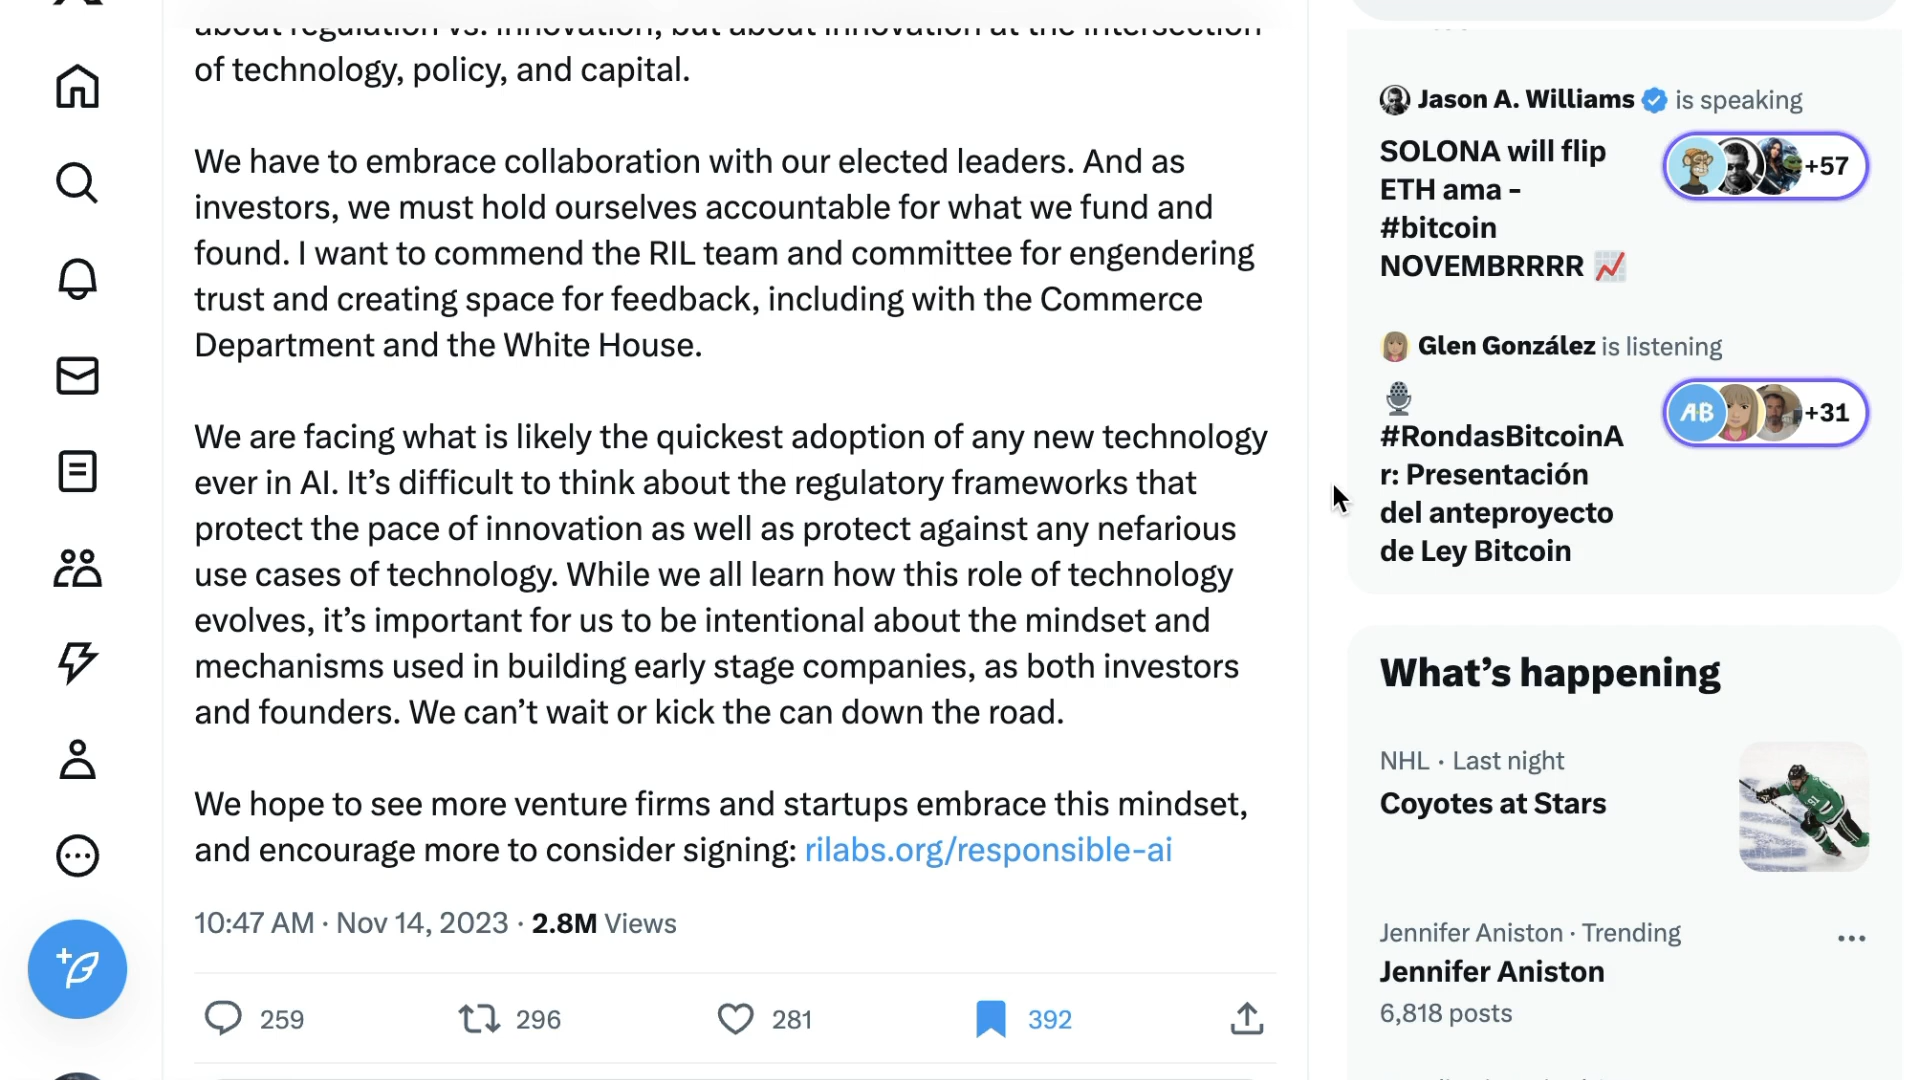 about regulation vs. innovation, but about innovation at the intersection
of technology, policy, and capital.
We have to embrace collaboration with our elected leaders. And as
investors, we must hold ourselves accountable for what we fund and
found. I want to commend the RIL team and committee for engendering
trust and creating space for feedback, including with the Commerce
Department and the White House.
We are facing what is likely the quickest adoption of any new technology
ever in AI. It’s difficult to think about the regulatory frameworks that
protect the pace of innovation as well as protect against any nefarious
use cases of technology. While we all learn how this role of technology
evolves, it’s important for us to be intentional about the mindset and
mechanisms used in building early stage companies, as both investors
and founders. We can’t wait or kick the can down the road.
We hope to see more venture firms and startups embrace this mindset,
and encourage more to consider signing: rilabs.org/responsible-ai
10:47 AM · Nov 14, 2023 · 2.8M Views
259 296 281 392
Jason A. Williams is speaking
SOLONA will flip
ETH ama -
#bitcoin
NOVEMBRRRR
+57
Glen González is listening
#RondasBitcoinA
r: Presentación
del anteproyecto
de Ley Bitcoin
AB +31
What’s happening
NHL · Last night
Coyotes at Stars
Jennifer Aniston · Trending
Jennifer Aniston
6,818 posts